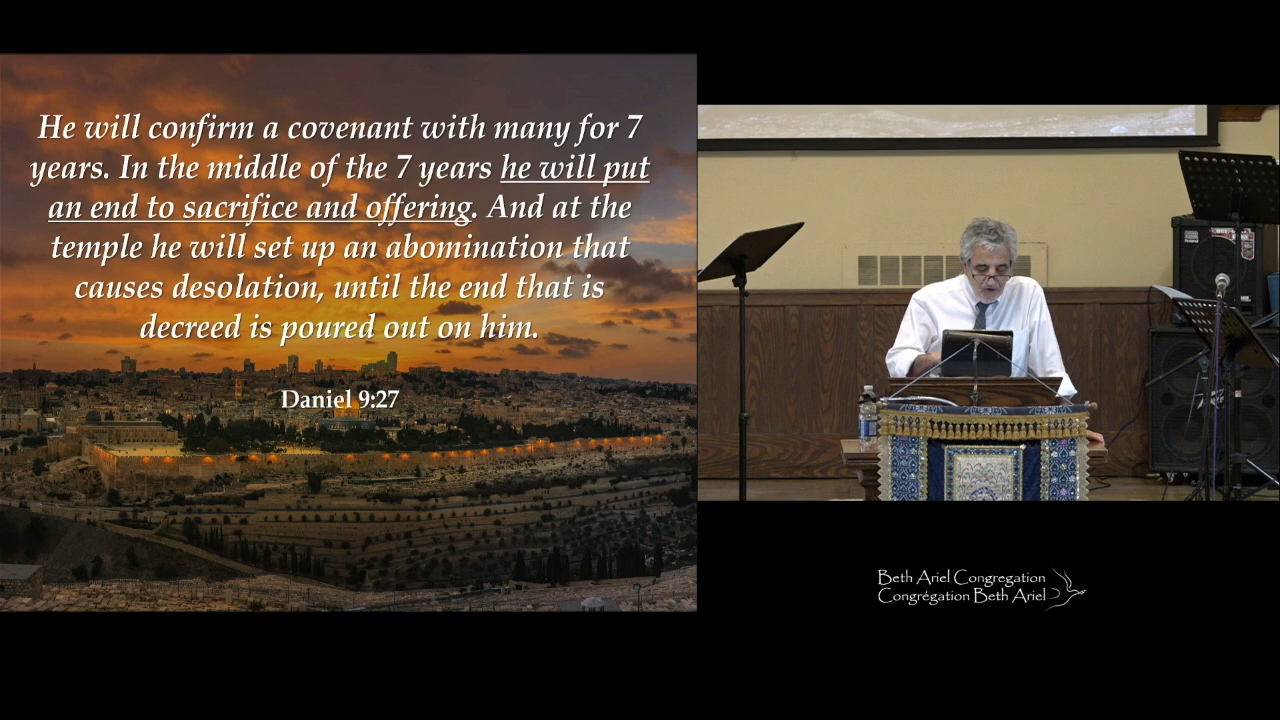 He will confirm a covenant with many for 7
years. In the middle of the 7 years he will put
an end to sacrifice and offering. And at the
temple he will set up an abomination that
causes desolation, until the end that is
decreed is poured out on him.
Daniel 9:27
Roland
Beth Ariel Congregation
Congrégation Beth Ariel